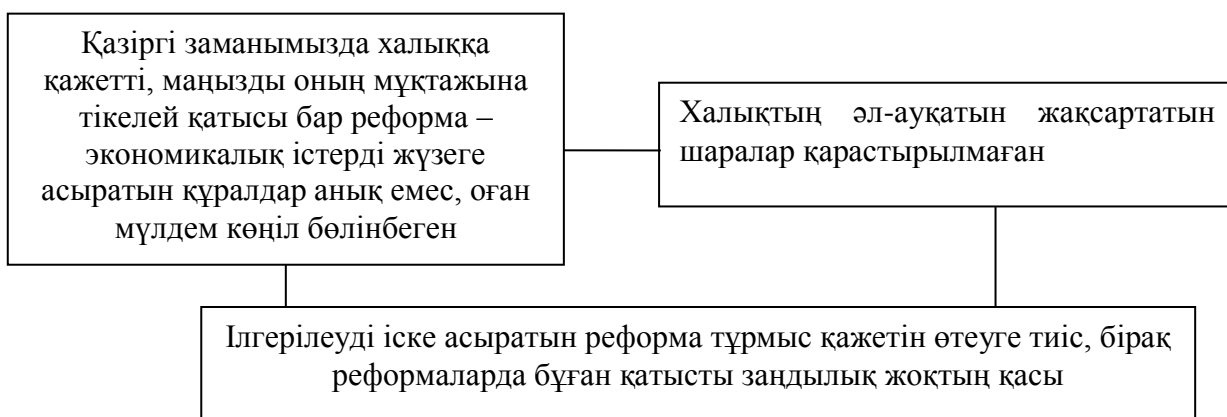 Қазіргі заманымызда халыққа
қажетті, маңызды оның мұқтажына
тікелей қатысы бар реформа –
экономикалық істерді жүзеге
асыратын құралдар анық емес, оған
мүлдем көңіл бөлінбеген
Халықтың әл-ауқатын жақсартатын
шаралар қарастырылмаған
Ілгерілеуді іске асыратын реформа тұрмыс қажетін өтеуге тиіс, бірақ
реформаларда бұған қатысты заңдылық жоқтың қасы